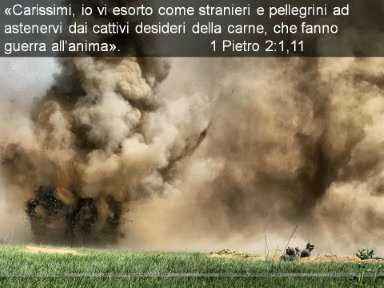 «Carissimi, io vi esorto come stranieri e pellegrini ad
astenervi dai cattivi desideri della carne, che fanno
guerra all’anima». 1 Pietro 2:1,11